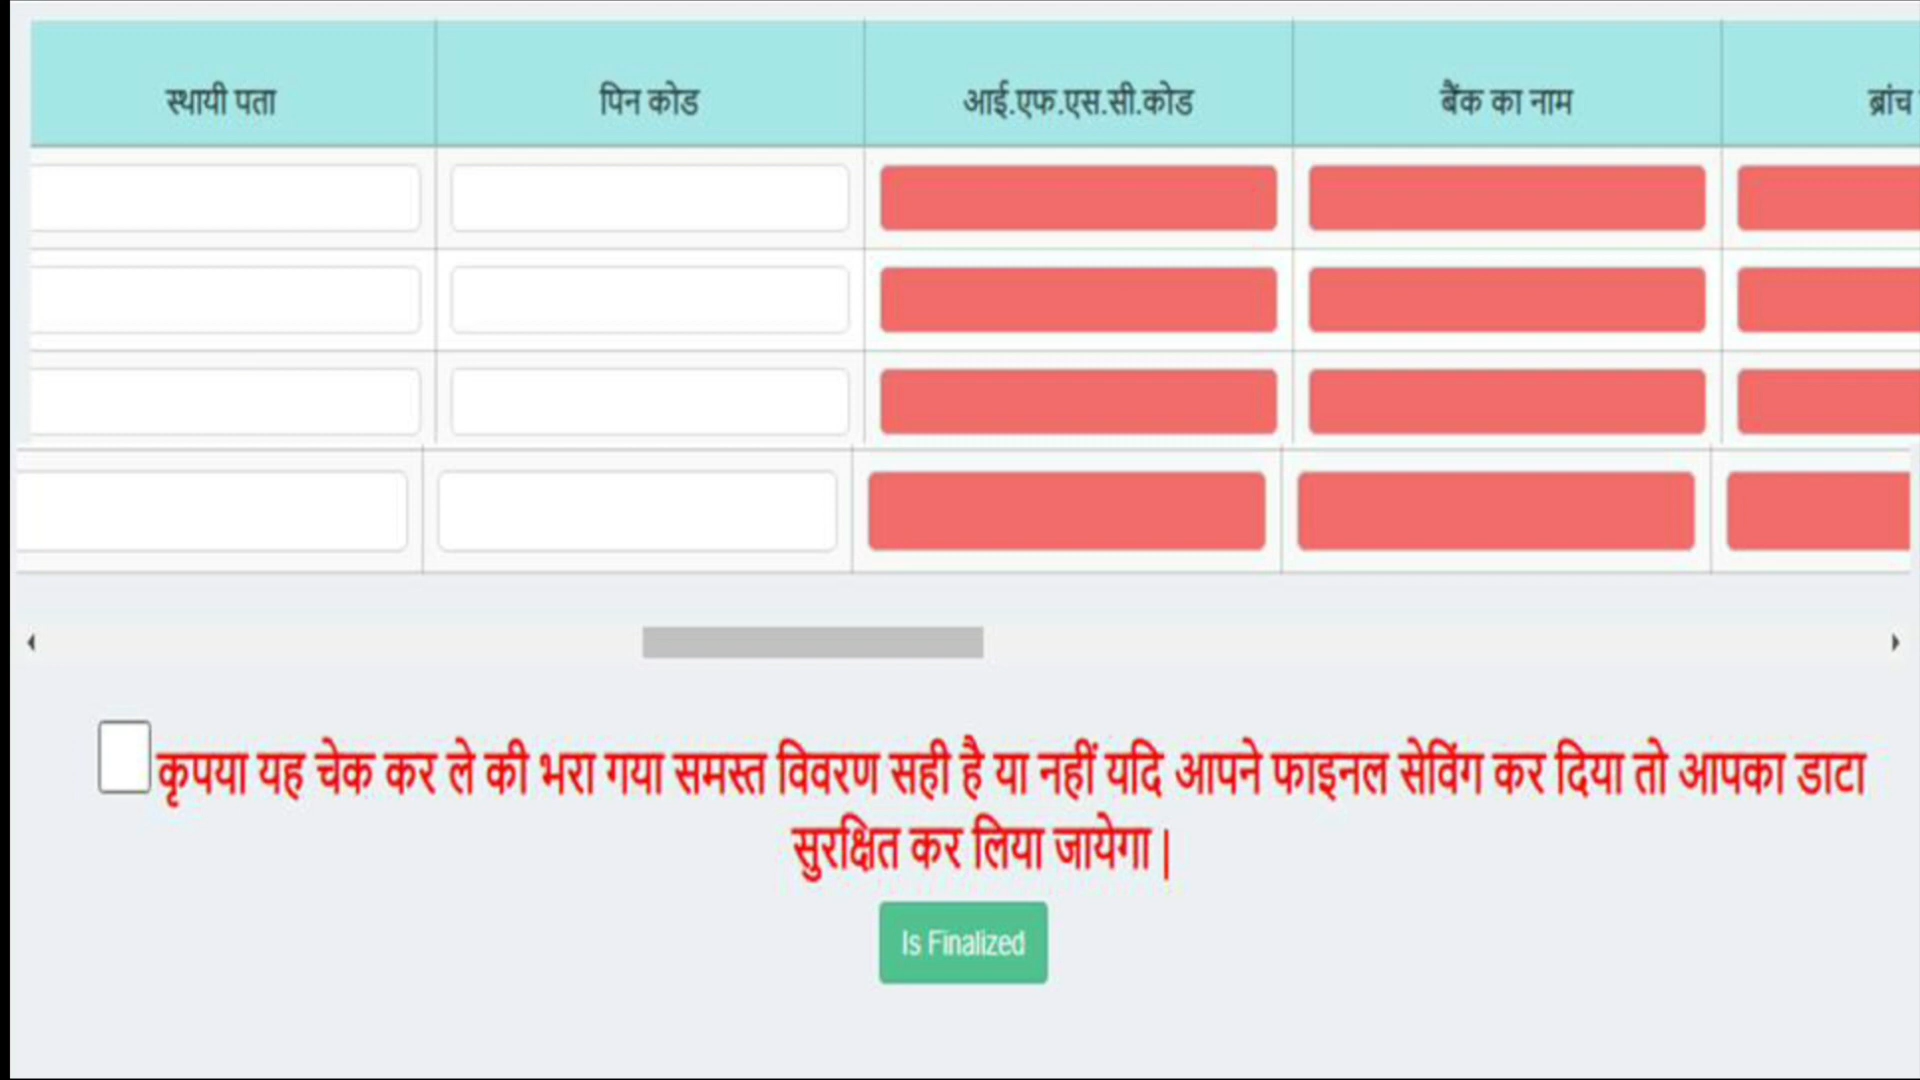 स्थायी पता पिन कोड आई.एफ.एस.सी.कोड बैंक का नाम ब्रांच
कृपया यह चेक कर ले की भरा गया समस्त विवरण सही है या नहीं यदि आपने फाइनल सेविंग कर दिया तो आपका डाटा
सुरक्षित कर लिया जायेगा |
Is Finalized